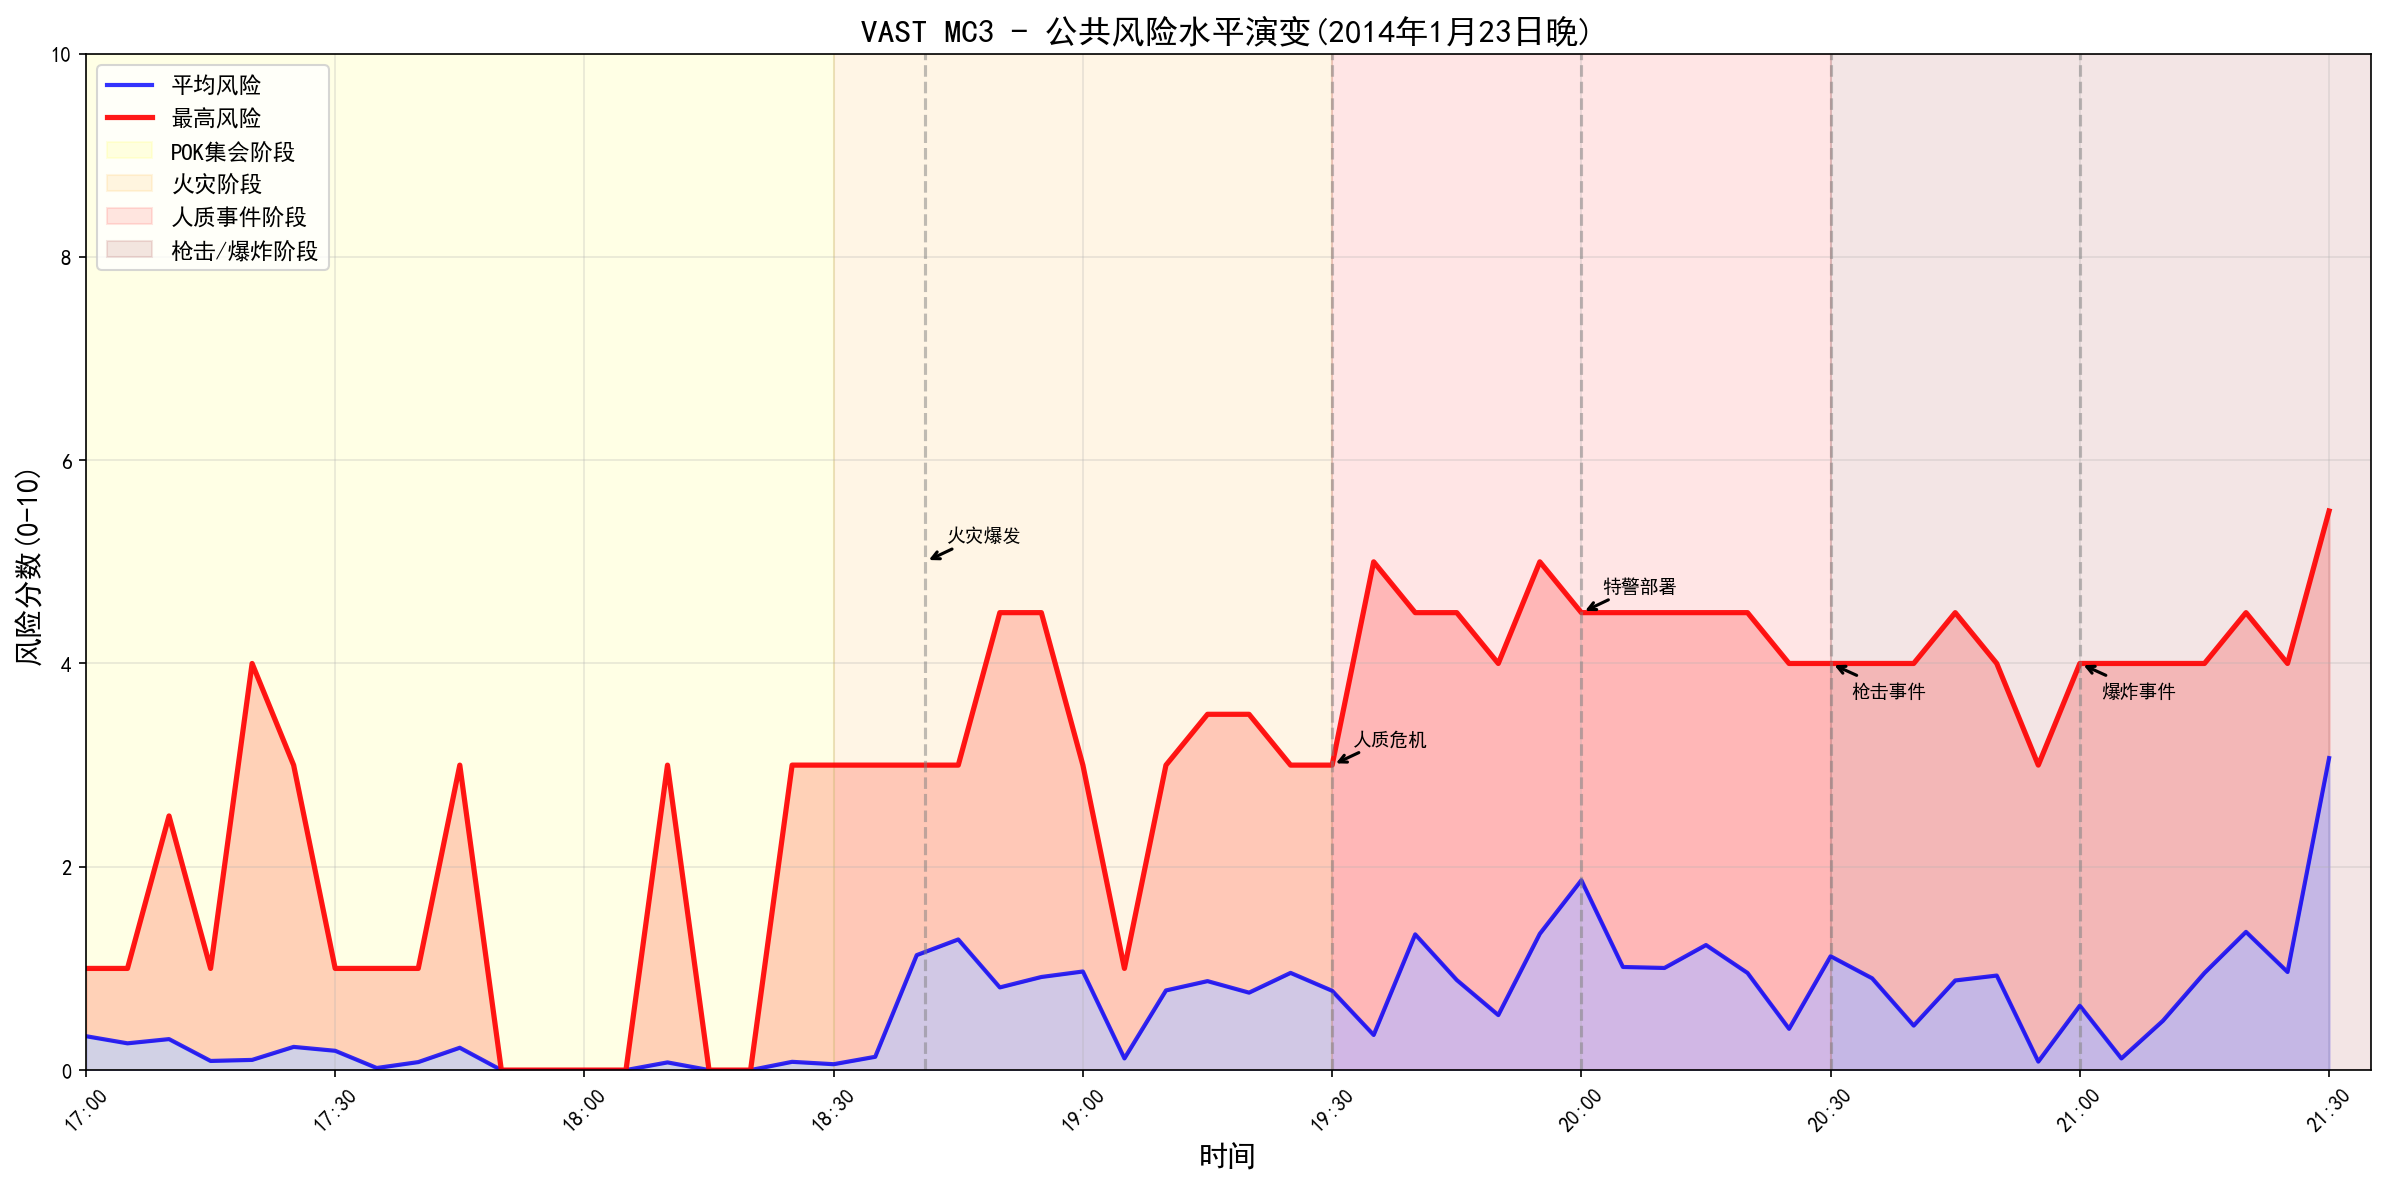 VAST MC3 - 公共风险水平演变(2014年1月23日晚)
平均风险
最高风险
POK集会阶段
火灾阶段
人质事件阶段
枪击/爆炸阶段
风险分数(0-10)
10
8
6
4
2
0
火灾爆发
特警部署
枪击事件
爆炸事件
人质危机
17:00
17:30
18:00
18:30
19:00
19:30
20:00
20:30
21:00
21:30
时间